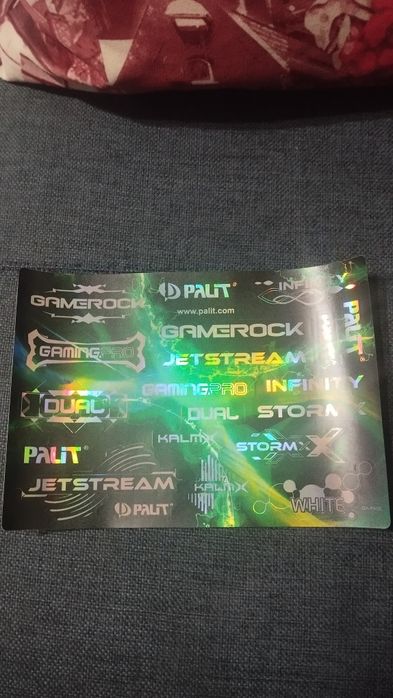 PALIT®
INFINITY
GAMEROCK
www.palit.com
PALIT
GAMEROCK
GAMINGPRO
JETSTREAM
GAMINGPRO
INFINITY
DUAL
DUAL
STORMX
KALMX
STORMX
PALIT®
JETSTREAM
KALMX
WHITE
PALIT